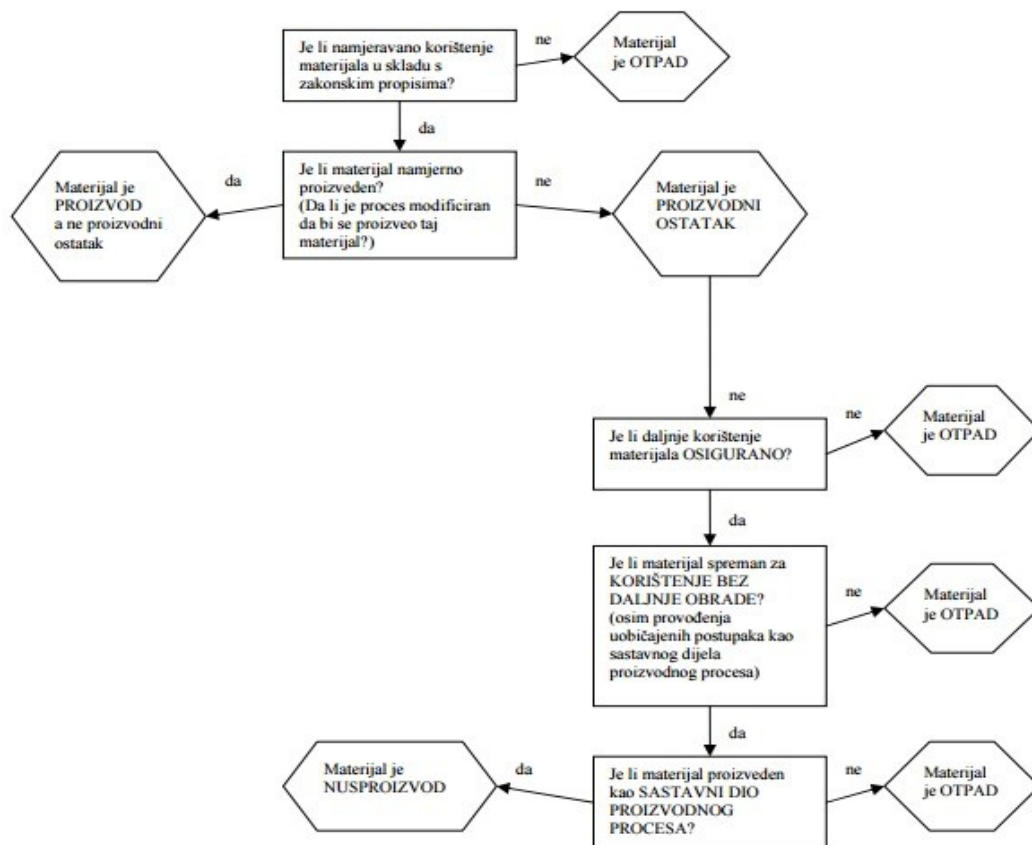 Je li namjeravano korištenje
materijala u skladu s
zakonskim propisima?
ne
Materijal
je OTPAD
da
Je li materijal namjerno
proizveden?
(Da li je proces modificiran
da bi se proizveo taj
materijal?)
da
Materijal je
PROIZVOD
a ne proizvodni
ostatak
ne
Materijal je
PROIZVODNI
OSTATAK
ne
Je li daljnje korištenje
materijala OSIGURANO?
ne
Materijal
je OTPAD
da
Je li materijal spreman za
KORIŠTENJE BEZ
DALJNJE OBRADE?
(osim provođenja
uobičajenih postupaka kao
sastavnog dijela
proizvodnog procesa)
ne
Materijal
je OTPAD
da
Je li materijal proizveden
kao SASTAVNI DIO
PROIZVODNOG
PROCESA?
da
Materijal je
NUSPROIZVOD
ne
Materijal
je OTPAD